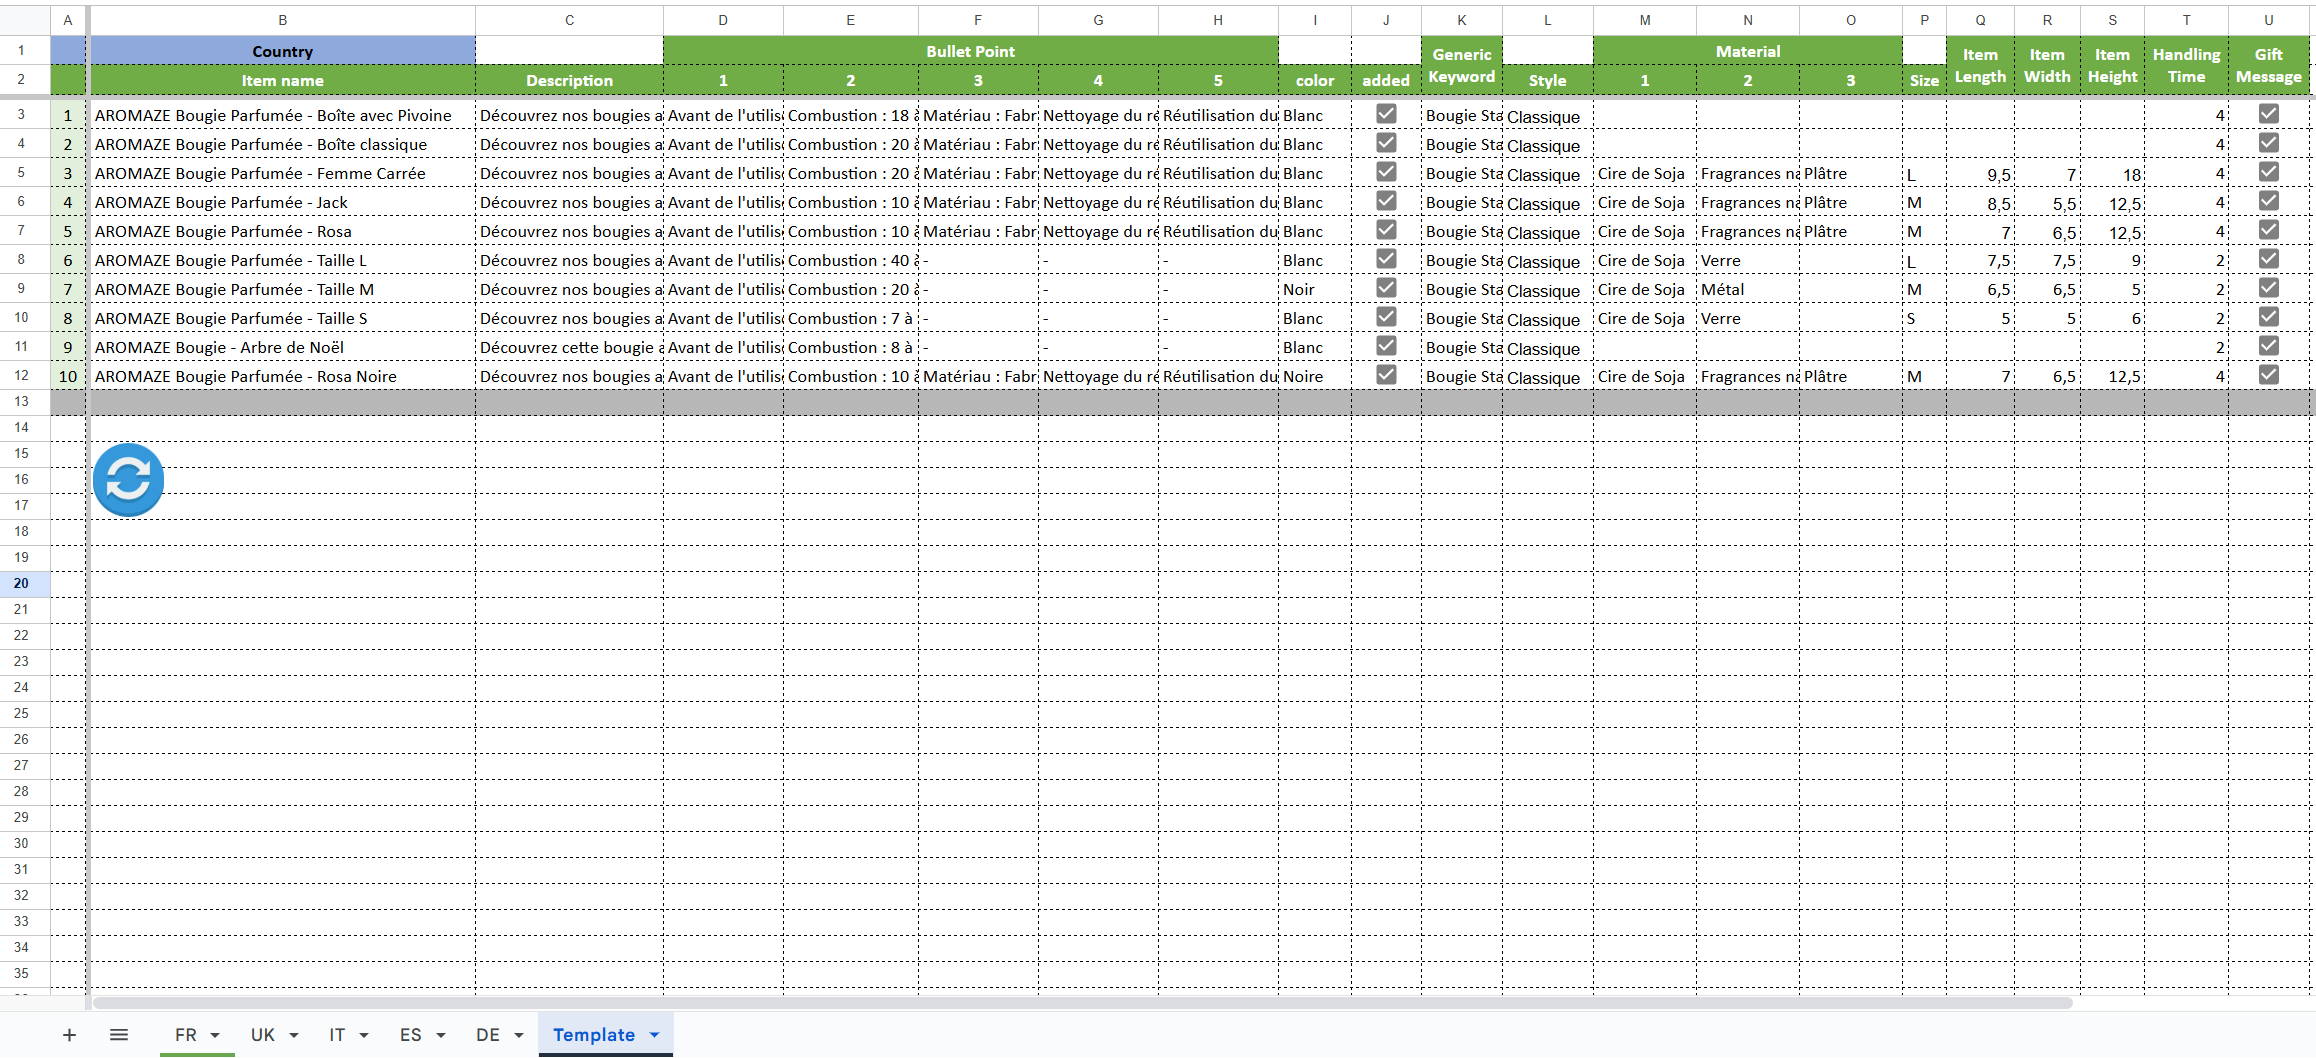 A B C D E F G H I J K L M N O P Q R S T U
1 Country Bullet Point Generic Keyword Material Item Length Item Width Item Height Handling Time Gift Message
2 Item name Description 1 2 3 4 5 color added Style 1 2 3 Size
3 1 AROMAZE Bougie Parfumée - Boîte avec Pivoine Découvrez nos bougies a Avant de l'utilis Combustion : 18 à Matériau : Fabr Nettoyage du re Réutilisation du Blanc Bougie Sta Classique 4
4 2 AROMAZE Bougie Parfumée - Boîte classique Découvrez nos bougies a Avant de l'utilis Combustion : 20 à Matériau : Fabr Nettoyage du re Réutilisation du Blanc Bougie Sta Classique 4
5 3 AROMAZE Bougie Parfumée - Femme Carrée Découvrez nos bougies a Avant de l'utilis Combustion : 20 à Matériau : Fabr Nettoyage du re Réutilisation du Blanc Bougie Sta Classique Cire de Soja Fragrances na Plâtre L 9,5 7 18 4
6 4 AROMAZE Bougie Parfumée - Jack Découvrez nos bougies a Avant de l'utilis Combustion : 10 à Matériau : Fabr Nettoyage du re Réutilisation du Blanc Bougie Sta Classique Cire de Soja Fragrances na Plâtre M 8,5 5,5 12,5 4
7 5 AROMAZE Bougie Parfumée - Rosa Découvrez nos bougies a Avant de l'utilis Combustion : 10 à Matériau : Fabr Nettoyage du re Réutilisation du Blanc Bougie Sta Classique Cire de Soja Fragrances na Plâtre M 7 6,5 12,5 4
8 6 AROMAZE Bougie Parfumée - Taille L Découvrez nos bougies a Avant de l'utilis Combustion : 40 à - - - Blanc Bougie Sta Classique Cire de Soja Verre L 7,5 7,5 9 2
9 7 AROMAZE Bougie Parfumée - Taille M Découvrez nos bougies a Avant de l'utilis Combustion : 20 à - - - Noir Bougie Sta Classique Cire de Soja Métal M 6,5 6,5 5 2
10 8 AROMAZE Bougie Parfumée - Taille S Découvrez nos bougies a Avant de l'utilis Combustion : 7 à - - - Blanc Bougie Sta Classique Cire de Soja Verre S 5 5 6 2
11 9 AROMAZE Bougie - Arbre de Noël Découvrez cette bougie a Avant de l'utilis Combustion : 8 à - - - Blanc Bougie Sta Classique 2
12 10 AROMAZE Bougie Parfumée - Rosa Noire Découvrez nos bougies a Avant de l'utilis Combustion : 10 à Matériau : Fabr Nettoyage du re Réutilisation du Noire Bougie Sta Classique Cire de Soja Fragrances na Plâtre M 7 6,5 12,5 4
13
14
15
16
17
18
19
20
21
22
23
24
25
26
27
28
29
30
31
32
33
34
35
+ FR UK IT ES DE Template